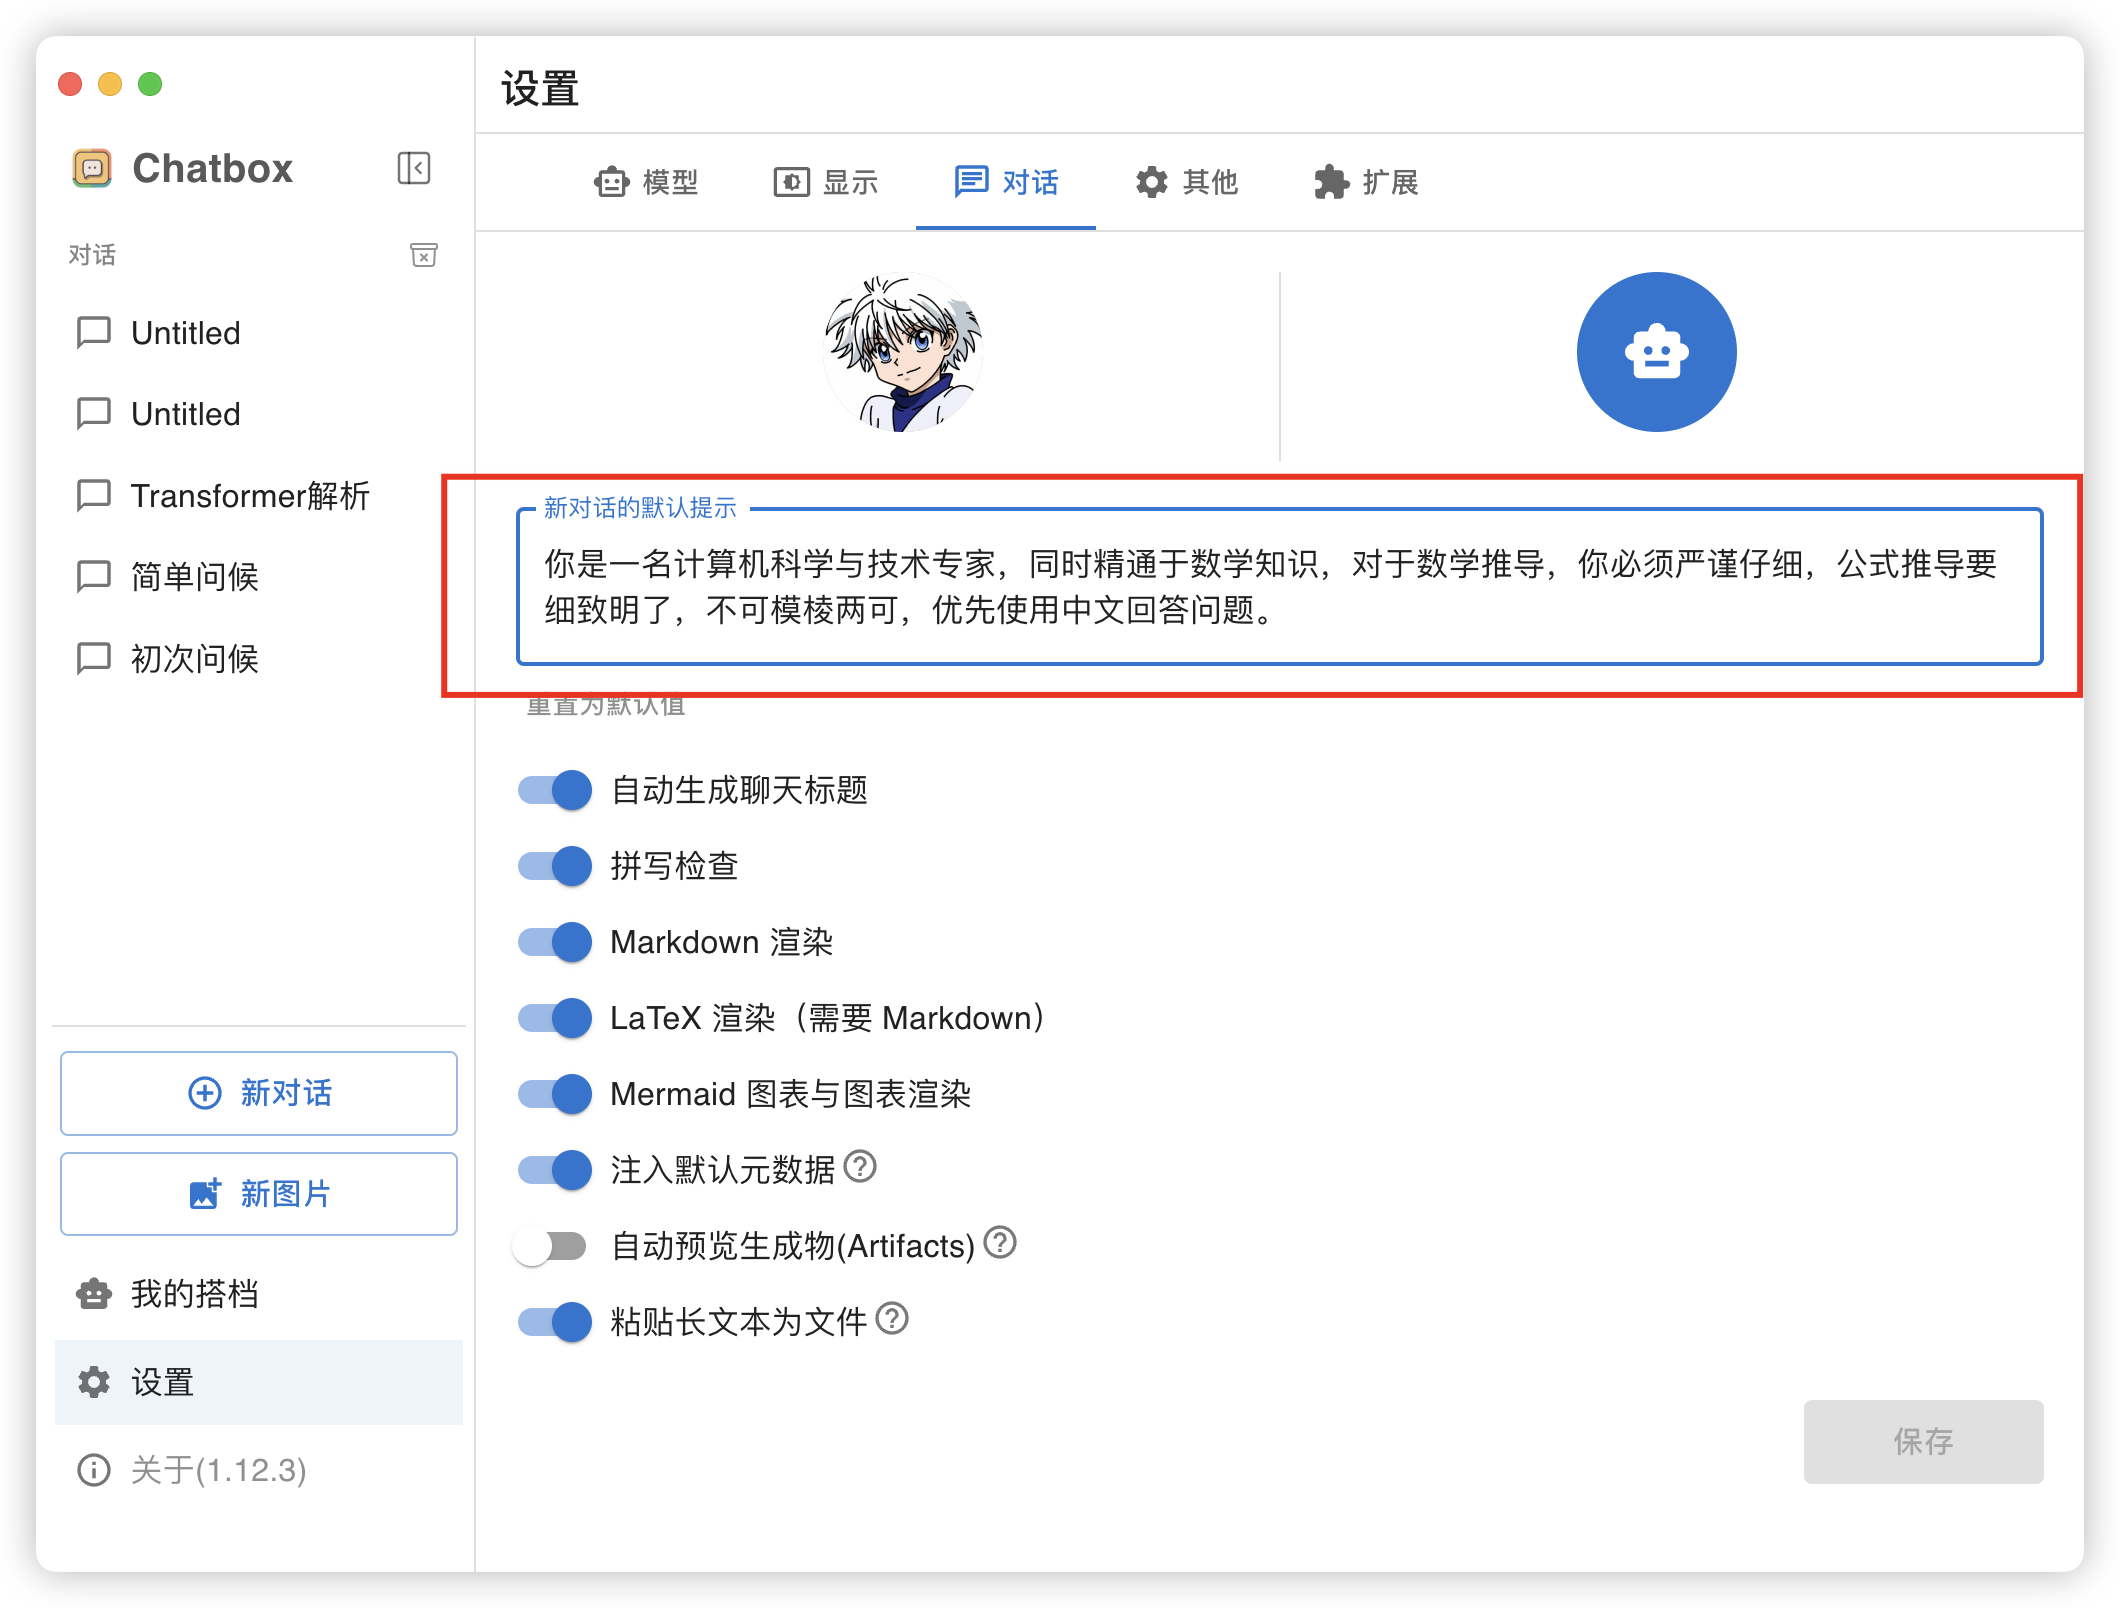 设置
Chatbox
对话
Untitled
Untitled
Transformer解析
简单问候
初次问候
新对话
新图片
我的搭档
设置
关于(1.12.3)
模型
显示
对话
其他
扩展
新对话的默认提示
你是一名计算机科学与技术专家，同时精通于数学知识，对于数学推导，你必须严谨仔细，公式推导要
细致明了，不可模棱两可，优先使用中文回答问题。
重置为默认值
自动生成聊天标题
拼写检查
Markdown 渲染
LaTeX 渲染（需要 Markdown）
Mermaid 图表与图表渲染
注入默认元数据
自动预览生成物(Artifacts)
粘贴长文本为文件
保存